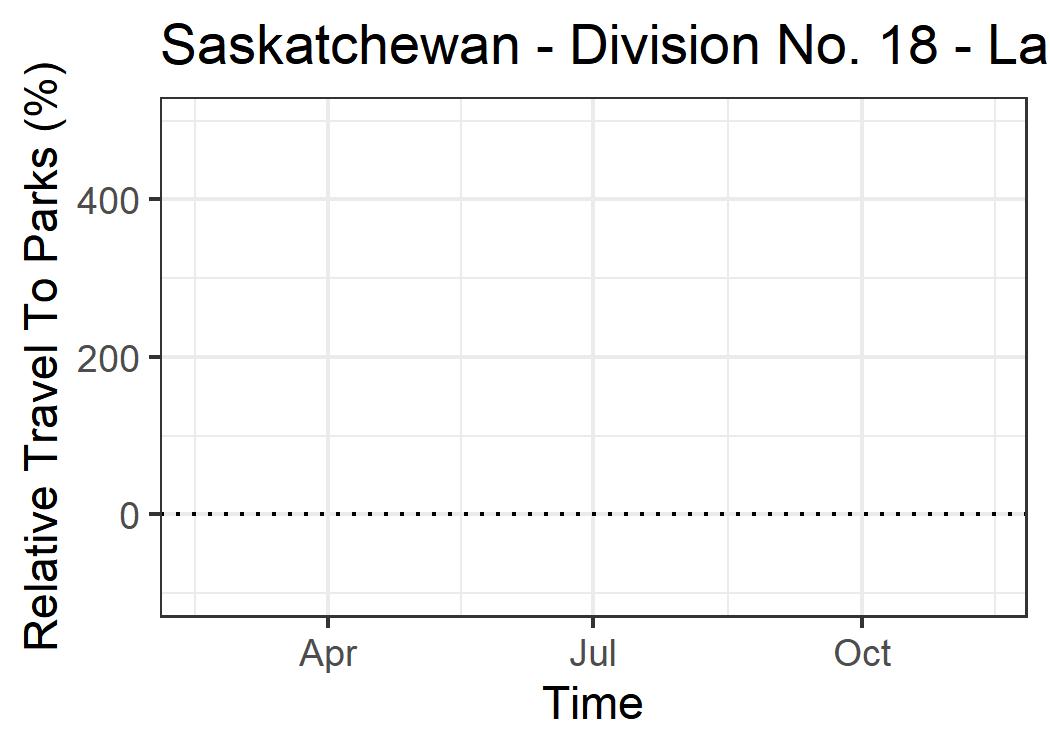 Saskatchewan - Division No. 18 - La
Relative Travel To Parks (%)
400
200
0
Apr Jul Oct
Time